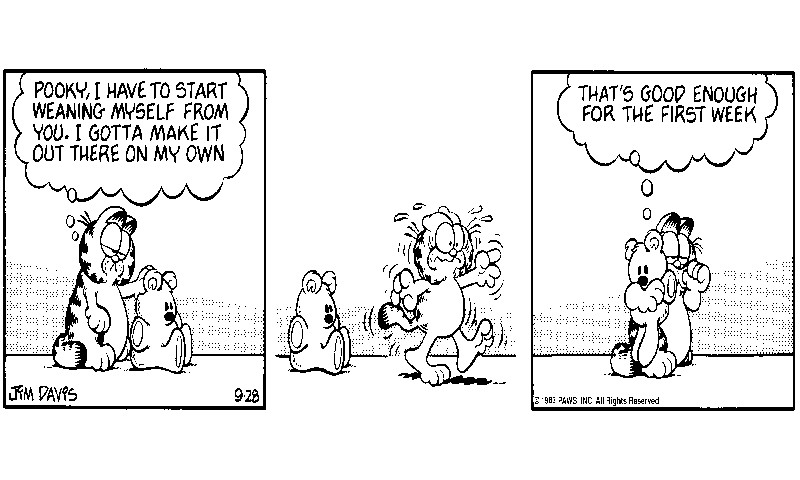 POOKY, I HAVE TO START
WEANING MYSELF FROM
YOU. I GOTTA MAKE IT
OUT THERE ON MY OWN
JIM DAVIS
9-28
THAT'S GOOD ENOUGH
FOR THE FIRST WEEK
© 1983 PAWS, INC. All Rights Reserved